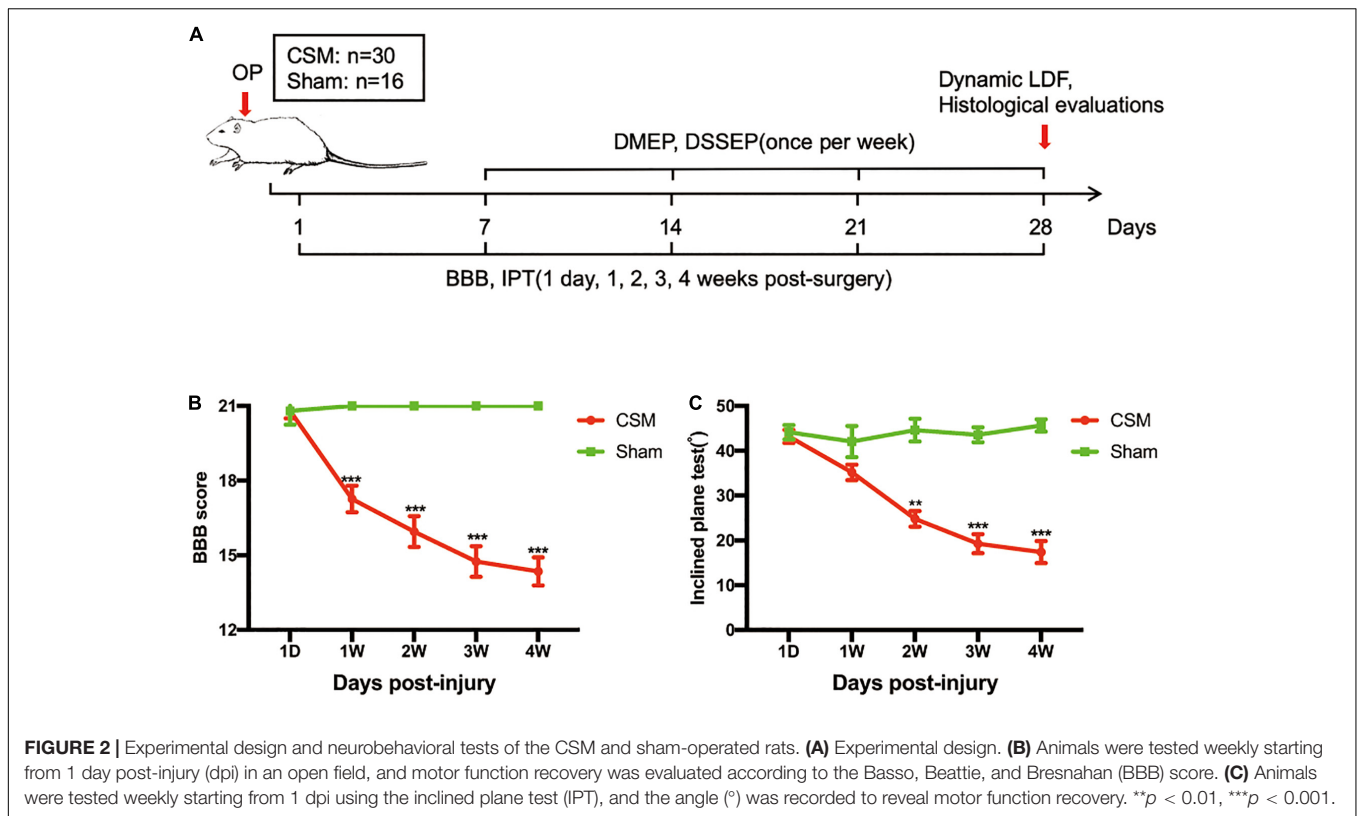 A
OP
CSM: n=30
Sham: n=16
Dynamic LDF,
Histological evaluations
DMEP, DSSEP(once per week)
1 7 14 21 28 Days
BBB, IPT(1 day, 1, 2, 3, 4 weeks post-surgery)
B
21
18
15
12
BBB score
*** *** *** ***
CSM
Sham
1D 1W 2W 3W 4W
Days post-injury
C
50
40
30
20
10
0
Inclined plane test(°)
** *** ***
CSM
Sham
1D 1W 2W 3W 4W
Days post-injury
FIGURE 2 | Experimental design and neurobehavioral tests of the CSM and sham-operated rats. (A) Experimental design. (B) Animals were tested weekly starting
from 1 day post-injury (dpi) in an open field, and motor function recovery was evaluated according to the Basso, Beattie, and Bresnahan (BBB) score. (C) Animals
were tested weekly starting from 1 dpi using the inclined plane test (IPT), and the angle (°) was recorded to reveal motor function recovery. **p < 0.01, ***p < 0.001.